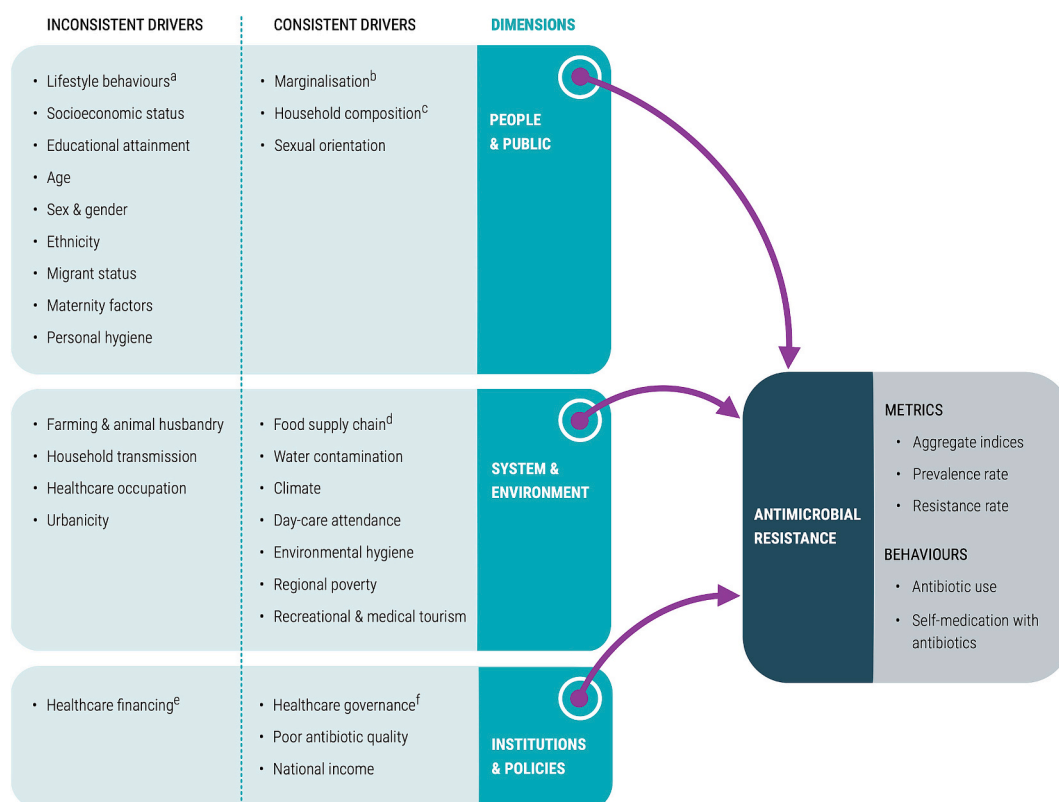 INCONSISTENT DRIVERS
CONSISTENT DRIVERS
DIMENSIONS
• Lifestyle behavioursᵃ
• Socioeconomic status
• Educational attainment
• Age
• Sex & gender
• Ethnicity
• Migrant status
• Maternity factors
• Personal hygiene
• Marginalisationᵇ
• Household compositionᶜ
• Sexual orientation
PEOPLE
& PUBLIC
• Farming & animal husbandry
• Household transmission
• Healthcare occupation
• Urbanicity
• Food supply chainᵈ
• Water contamination
• Climate
• Day-care attendance
• Environmental hygiene
• Regional poverty
• Recreational & medical tourism
SYSTEM &
ENVIRONMENT
• Healthcare financingᵉ
• Healthcare governanceᶠ
• Poor antibiotic quality
• National income
INSTITUTIONS
& POLICIES
ANTIMICROBIAL
RESISTANCE
METRICS
• Aggregate indices
• Prevalence rate
• Resistance rate
BEHAVIOURS
• Antibiotic use
• Self-medication with
antibiotics